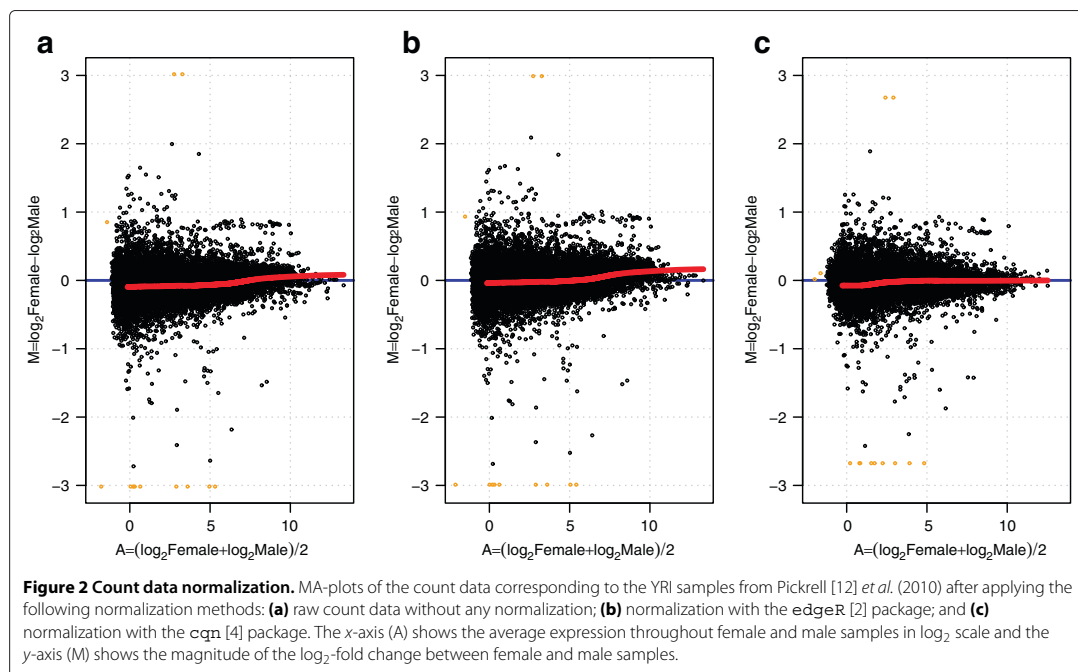 a
b
c
3
2
1
0
−1
−2
−3
M=log2Female−log2Male
0
5
10
A=(log2Female+log2Male)/2
3
2
1
0
−1
−2
−3
M=log2Female−log2Male
0
5
10
A=(log2Female+log2Male)/2
3
2
1
0
−1
−2
−3
M=log2Female−log2Male
0
5
10
A=(log2Female+log2Male)/2
Figure 2 Count data normalization. MA-plots of the count data corresponding to the YRI samples from Pickrell [12] et al. (2010) after applying the
following normalization methods: (a) raw count data without any normalization; (b) normalization with the edgeR [2] package; and (c)
normalization with the cqn [4] package. The x-axis (A) shows the average expression throughout female and male samples in log2 scale and the
y-axis (M) shows the magnitude of the log2-fold change between female and male samples.